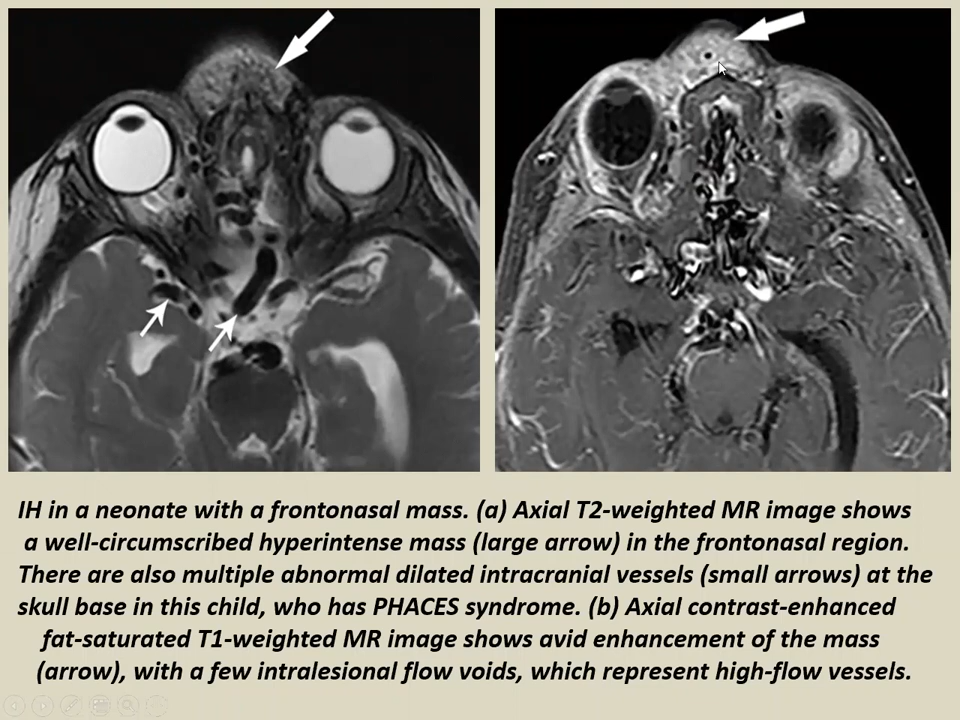 IH in a neonate with a frontonasal mass. (a) Axial T2-weighted MR image shows
a well-circumscribed hyperintense mass (large arrow) in the frontonasal region.
There are also multiple abnormal dilated intracranial vessels (small arrows) at the
skull base in this child, who has PHACES syndrome. (b) Axial contrast-enhanced
fat-saturated T1-weighted MR image shows avid enhancement of the mass
(arrow), with a few intralesional flow voids, which represent high-flow vessels.